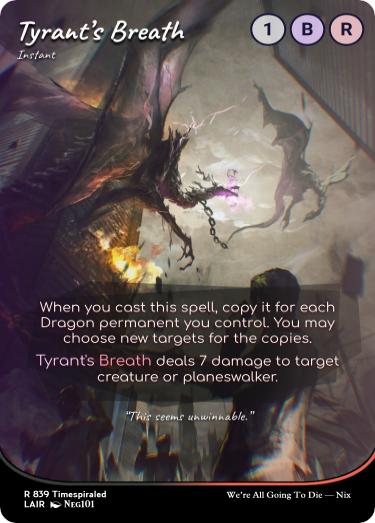 Tyrant's Breath 1 B R
Instant
When you cast this spell, copy it for each
Dragon permanent you control. You may
choose new targets for the copies.
Tyrant's Breath deals 7 damage to target
creature or planeswalker.
"This seems unwinnable."
R 839 Timespiraled We're All Going To Die — Nix
LAIR Neg101